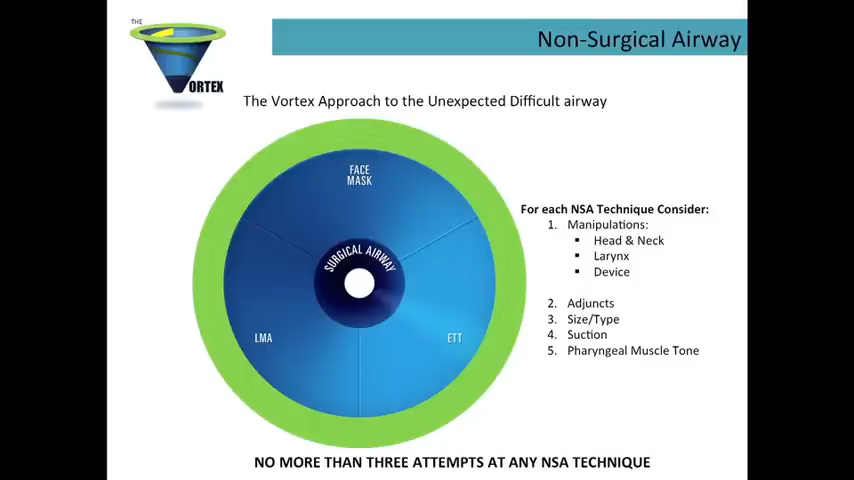 THE
VORTEX
Non-Surgical Airway
The Vortex Approach to the Unexpected Difficult airway
FACE
MASK
SURGICAL AIRWAY
LMA
ETT
For each NSA Technique Consider:
1. Manipulations:
▪ Head & Neck
▪ Larynx
▪ Device
2. Adjuncts
3. Size/Type
4. Suction
5. Pharyngeal Muscle Tone
NO MORE THAN THREE ATTEMPTS AT ANY NSA TECHNIQUE